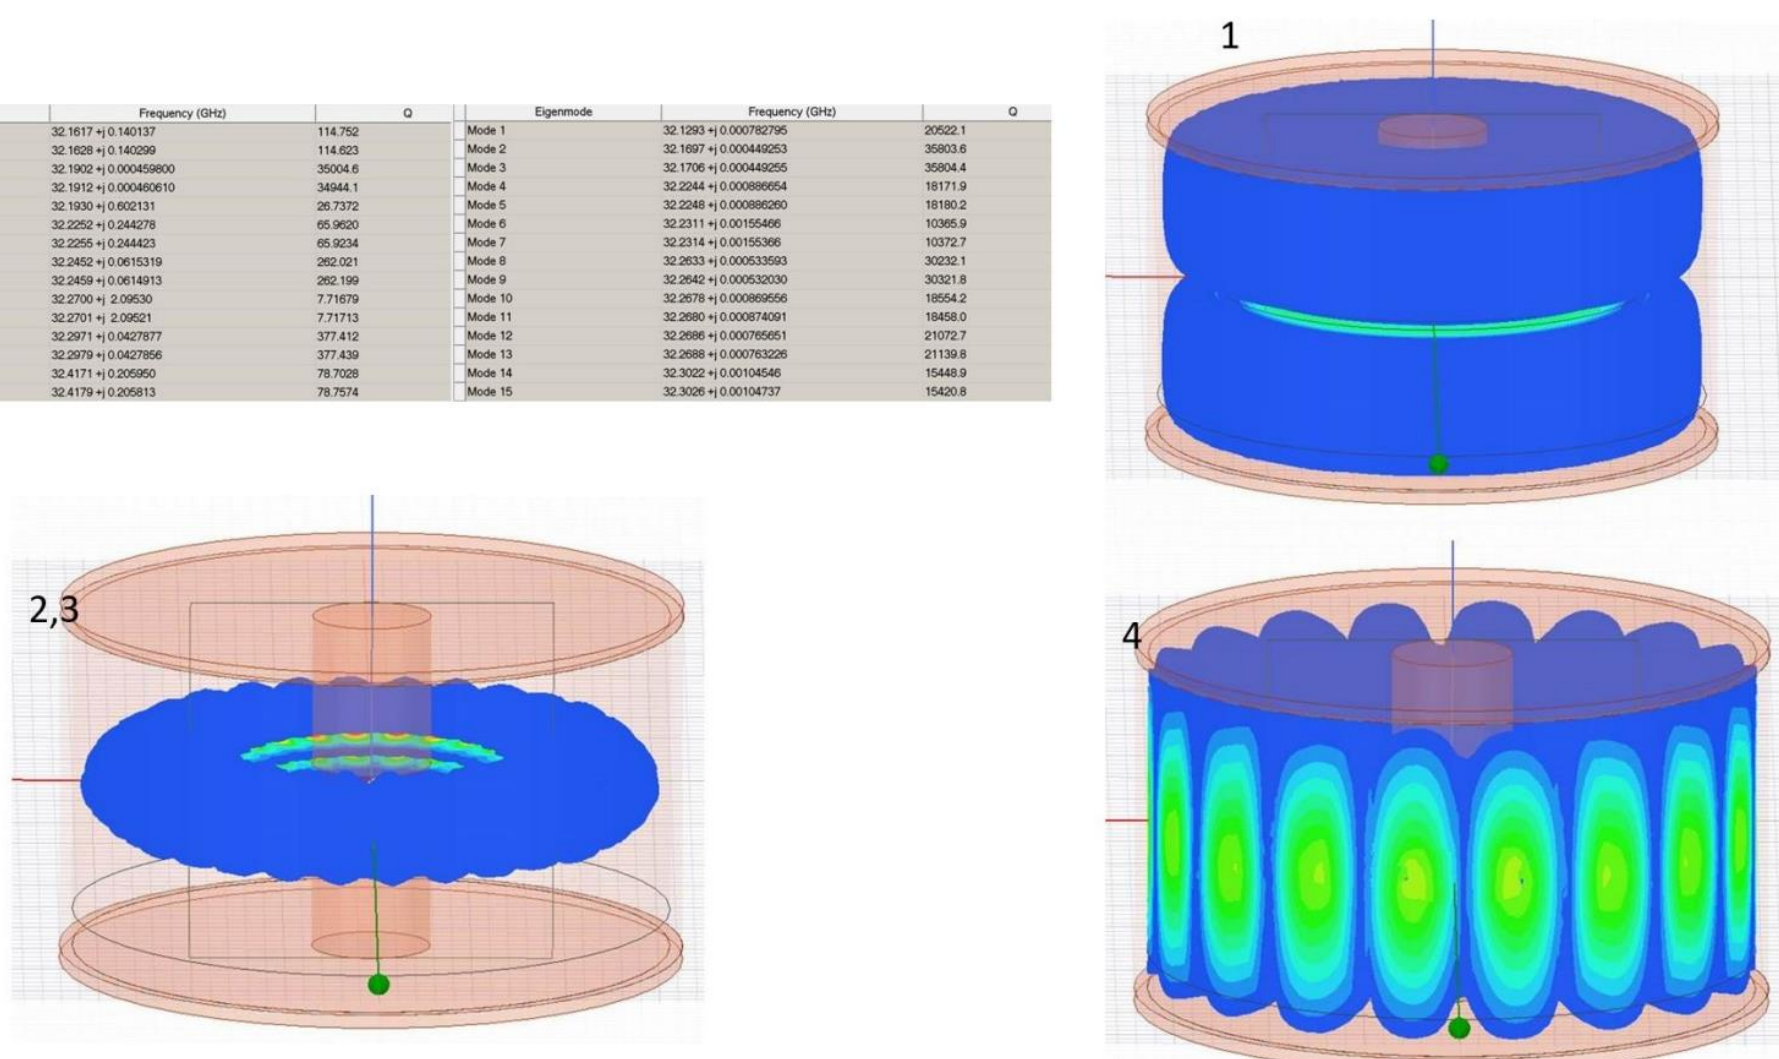 1
Frequency (GHz) Q Eigenmode Frequency (GHz) Q
32.1617 +j 0.140137 114.752 Mode 1 32.1293 +j 0.000782795 20522.1
32.1628 +j 0.140299 114.623 Mode 2 32.1697 +j 0.000449253 35803.6
32.1902 +j 0.000459800 35004.6 Mode 3 32.1706 +j 0.000449255 35804.4
32.1912 +j 0.000460610 34944.1 Mode 4 32.2244 +j 0.000886654 18171.9
32.1930 +j 0.602131 26.7372 Mode 5 32.2248 +j 0.000886260 18180.2
32.2252 +j 0.244278 65.9620 Mode 6 32.2311 +j 0.00155466 10365.9
32.2255 +j 0.244423 65.9234 Mode 7 32.2314 +j 0.00155366 10372.7
32.2452 +j 0.0615319 262.021 Mode 8 32.2633 +j 0.000533593 30232.1
32.2459 +j 0.0614913 262.199 Mode 9 32.2642 +j 0.000532030 30321.8
32.2700 +j 2.09530 7.71679 Mode 10 32.2678 +j 0.000869556 18554.2
32.2701 +j 2.09521 7.71713 Mode 11 32.2680 +j 0.000874091 18458.0
32.2971 +j 0.0427877 377.412 Mode 12 32.2686 +j 0.000765651 21072.7
32.2979 +j 0.0427856 377.439 Mode 13 32.2688 +j 0.000763226 21139.8
32.4171 +j 0.205950 78.7028 Mode 14 32.3022 +j 0.00104546 15448.9
32.4179 +j 0.205813 78.7574 Mode 15 32.3026 +j 0.00104737 15420.8
2,3
4